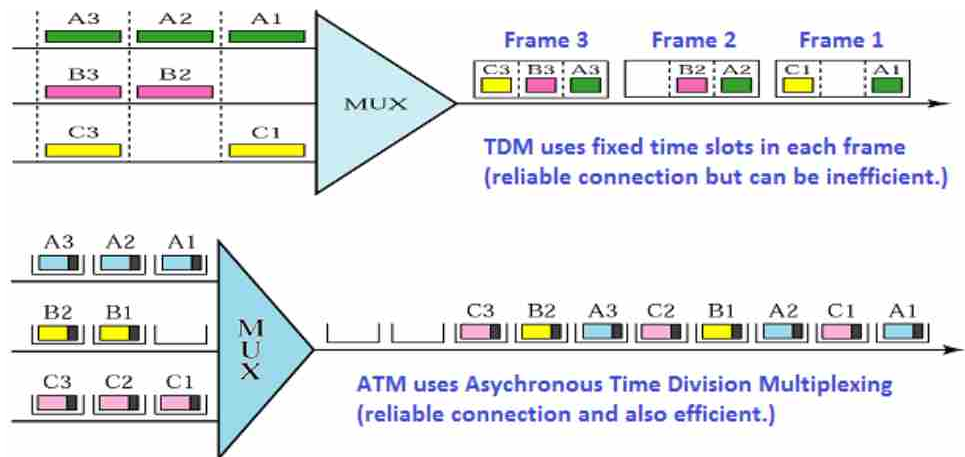 A3 A2 A1
B3 B2
C3 C1
MUX
Frame 3 Frame 2 Frame 1
C3 B3 A3 B2 A2 C1 A1
TDM uses fixed time slots in each frame
(reliable connection but can be inefficient.)
A3 A2 A1
B2 B1
C3 C2 C1
M
U
X
C3 B2 A3 C2 B1 A2 C1 A1
ATM uses Asychronous Time Division Multiplexing
(reliable connection and also efficient.)